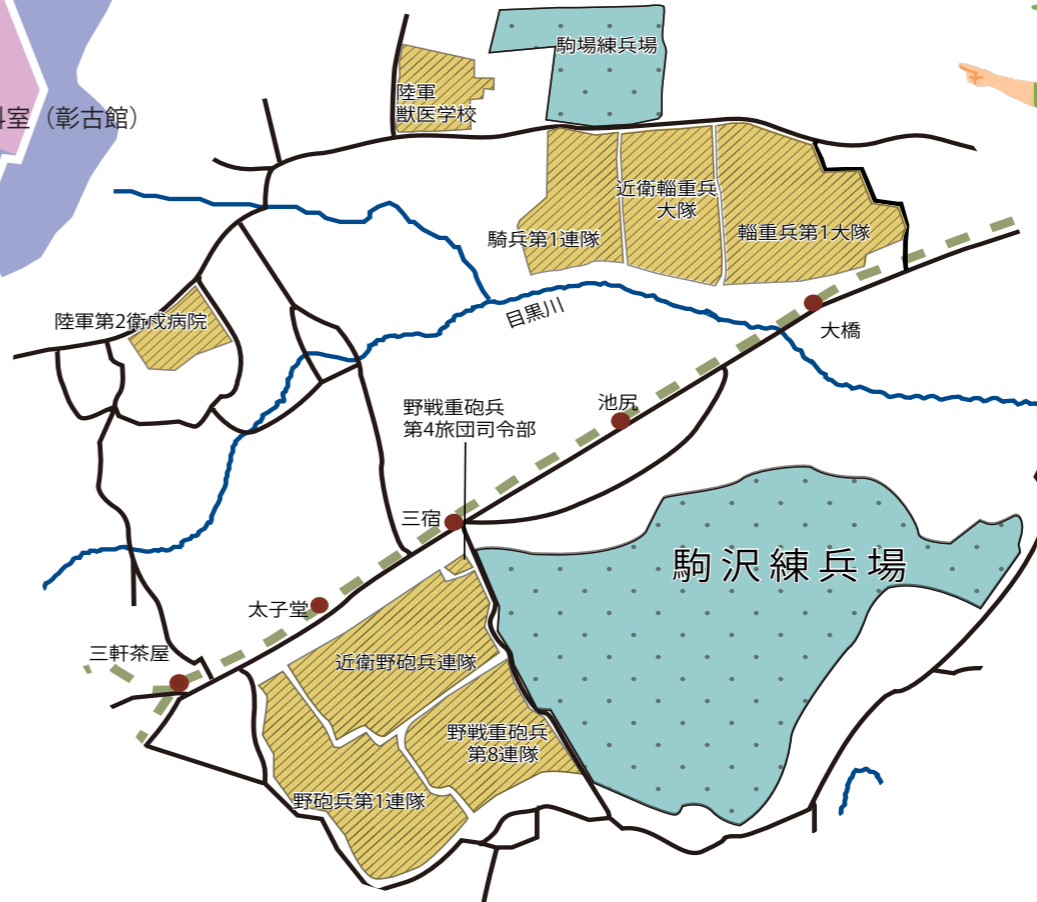 駒場練兵場
陸軍
獣医学校
料室（彰古館）
近衛輜重兵
大隊
騎兵第1連隊
輜重兵第1大隊
目黒川
陸軍第2衛戍病院
大橋
池尻
野戦重砲兵
第4旅団司令部
三宿
駒沢練兵場
太子堂
三軒茶屋
近衛野砲兵連隊
野戦重砲兵
第8連隊
野砲兵第1連隊